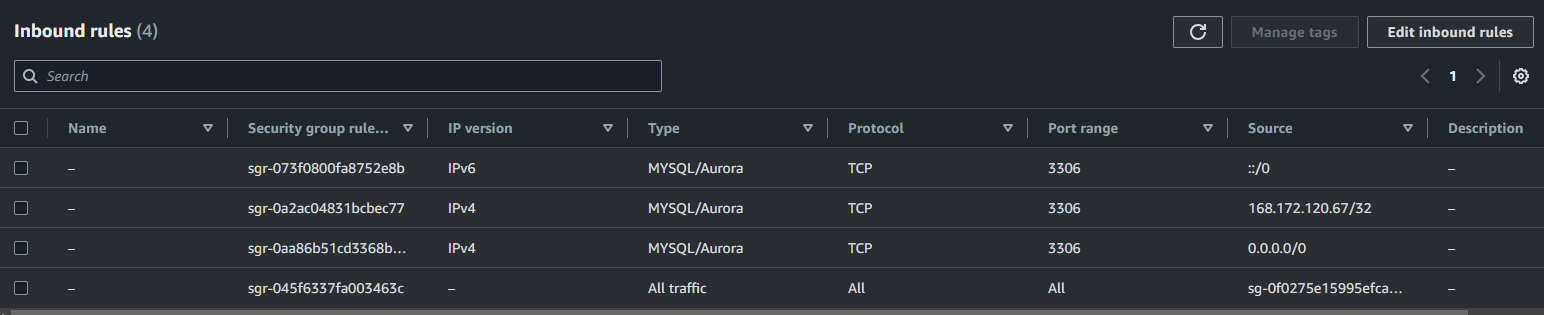 Inbound rules (4)
Manage tags
Edit inbound rules
Search
1
Name Security group rule... IP version Type Protocol Port range Source Description
– sgr-073f0800fa8752e8b IPv6 MYSQL/Aurora TCP 3306 ::/0 –
– sgr-0a2ac04831bcbec77 IPv4 MYSQL/Aurora TCP 3306 168.172.120.67/32 –
– sgr-0aa86b51cd3368b... IPv4 MYSQL/Aurora TCP 3306 0.0.0.0/0 –
– sgr-045f6337fa003463c – All traffic All All sg-0f0275e15995efca... –